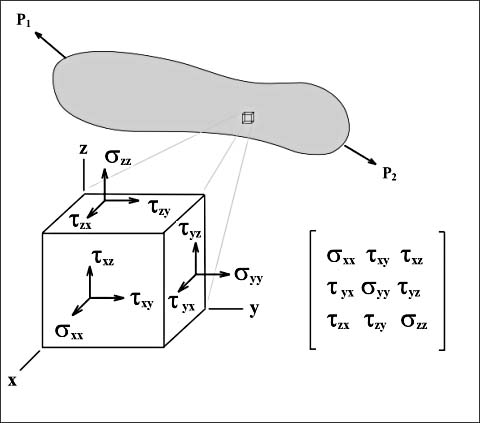 P₁
P₂
z
σzz
τzy
τzx
τyz
τxz
σyy
τxy
τyx
y
σxx
x
σxx τxy τxz
τyx σyy τyz
τzx τzy σzz